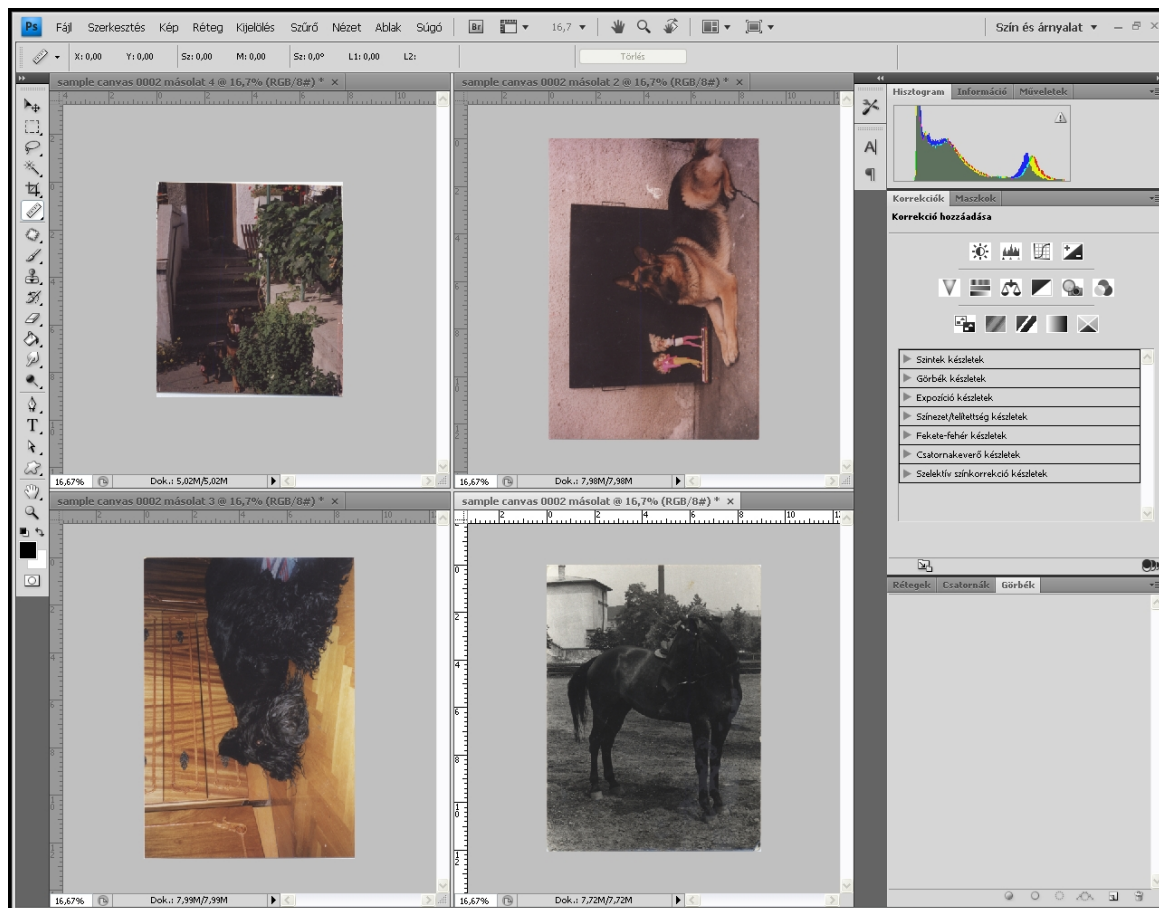 Ps Fájl Szerkesztés Kép Réteg Kijelölés Szűrő Nézet Ablak Súgó Br 16,7 Szín és árnyalat
X: 0,00 Y: 0,00 Sz: 0,00 M: 0,00 Sz: 0,0° L1: 0,00 L2: Törlés
sample canvas 0002 másolat 4 @ 16,7% (RGB/8#) * ×
sample canvas 0002 másolat 2 @ 16,7% (RGB/8#) * ×
16,67% Dok.: 5,02M/5,02M
16,67% Dok.: 7,98M/7,98M
sample canvas 0002 másolat 3 @ 16,7% (RGB/8#) * ×
sample canvas 0002 másolat @ 16,7% (RGB/8#) * ×
16,67% Dok.: 7,99M/7,99M
16,67% Dok.: 7,72M/7,72M
Hisztogram Információ Műveletek
Korrekciók Maszkok
Korrekció hozzáadása
Szintek készletek
Görbék készletek
Expozíció készletek
Színezet/telítettség készletek
Fekete-fehér készletek
Csatornakeverő készletek
Szelektív színkorrekció készletek
Rétegek Csatornák Görbék